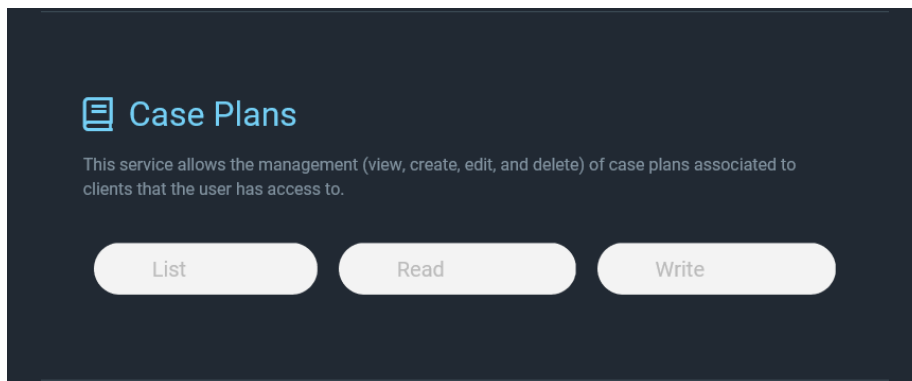 Case Plans
This service allows the management (view, create, edit, and delete) of case plans associated to
clients that the user has access to.
List
Read
Write